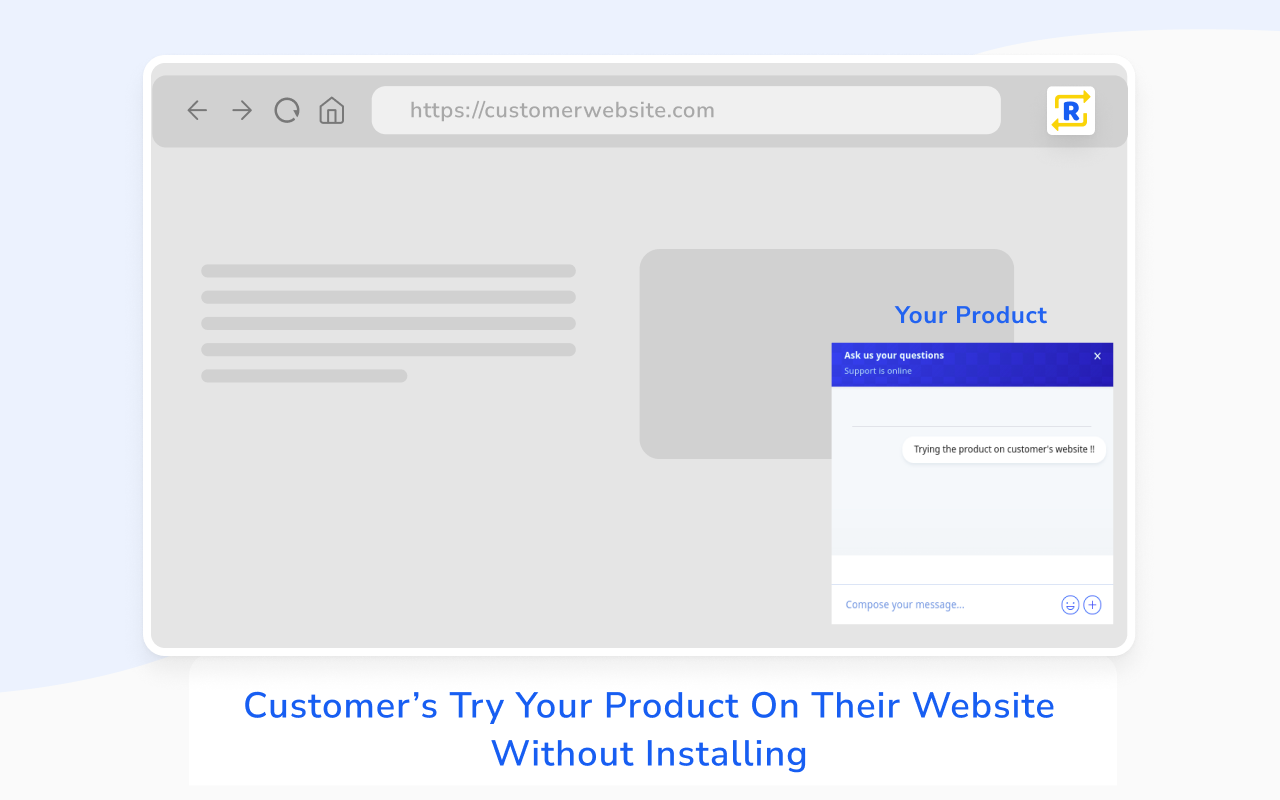 https://customerwebsite.com
R
Your Product
Ask us your questions
Support is online
Trying the product on customer's website !!
Compose your message...
Customer’s Try Your Product On Their Website
Without Installing